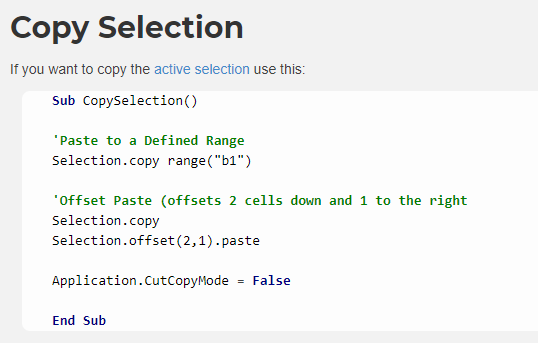 Copy Selection
If you want to copy the active selection use this:
Sub CopySelection()
'Paste to a Defined Range
Selection.copy range("b1")
'Offset Paste (offsets 2 cells down and 1 to the right
Selection.copy
Selection.offset(2,1).paste
Application.CutCopyMode = False
End Sub